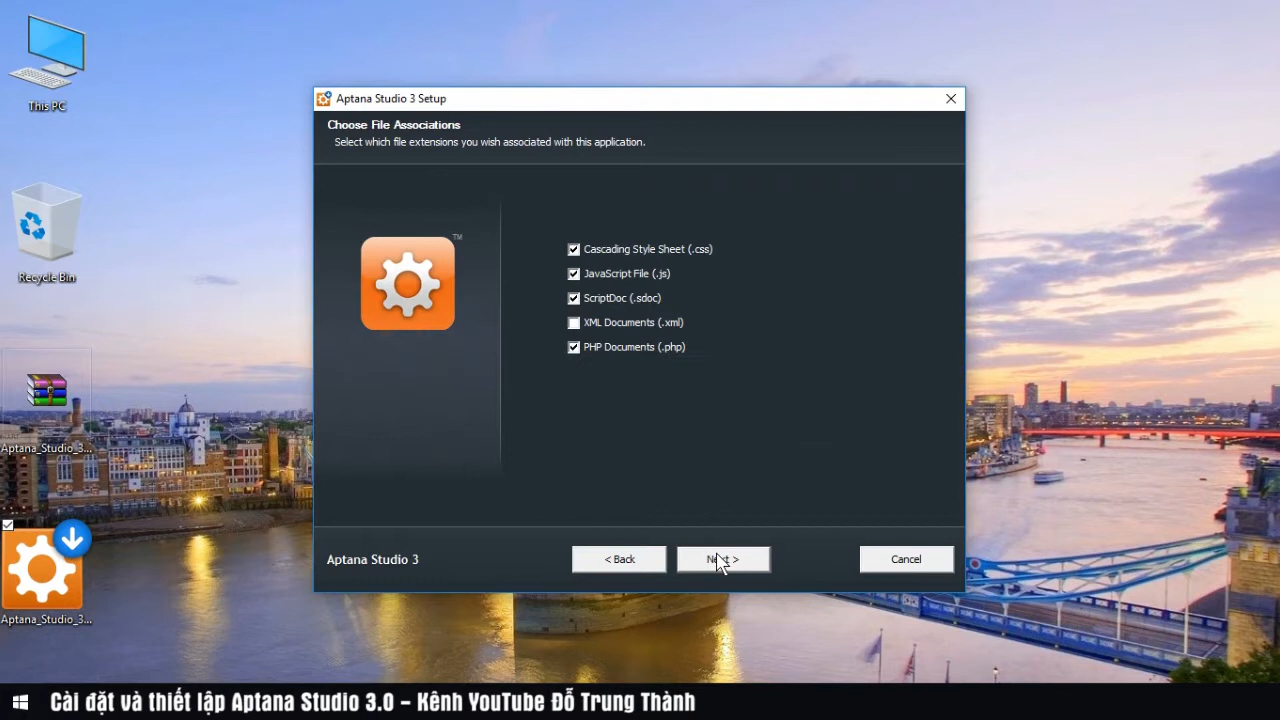 This PC
Recycle Bin
Aptana_Studio_3...
Aptana_Studio_3...
Aptana Studio 3 Setup
Choose File Associations
Select which file extensions you wish associated with this application.
TM
Cascading Style Sheet (.css)
JavaScript File (.js)
ScriptDoc (.sdoc)
XML Documents (.xml)
PHP Documents (.php)
Aptana Studio 3
< Back
Next >
Cancel
Cài đặt và thiết lập Aptana Studio 3.0 – Kênh YouTube Đỗ Trung Thành